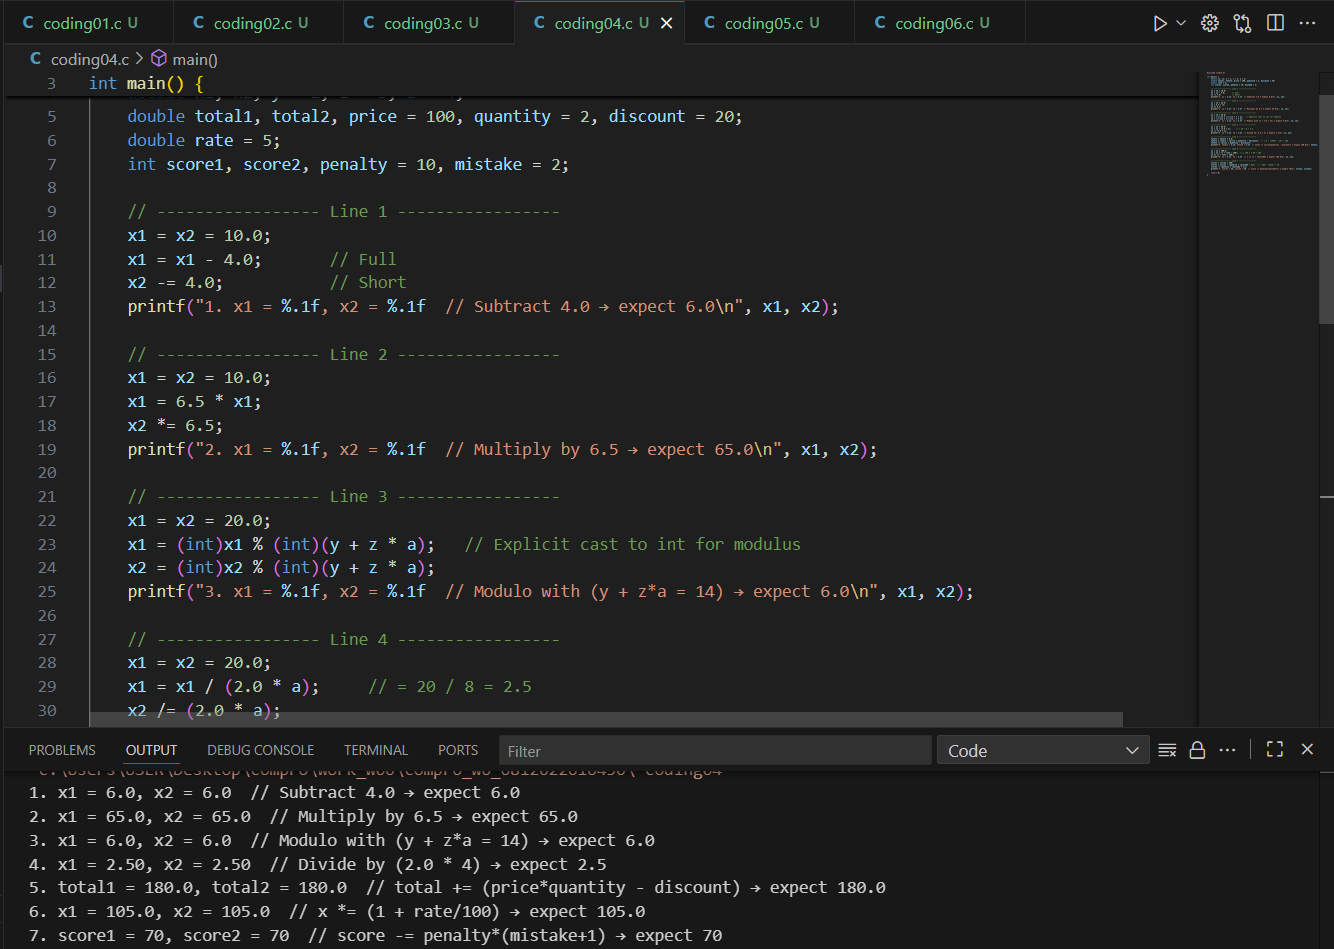 C coding01.c U C coding02.c U C coding03.c U C coding04.c U C coding05.c U C coding06.c U
C coding04.c > main()
3 int main() {
5 double total1, total2, price = 100, quantity = 2, discount = 20;
6 double rate = 5;
7 int score1, score2, penalty = 10, mistake = 2;
8
9 // ----------------- Line 1 -----------------
10 x1 = x2 = 10.0;
11 x1 = x1 - 4.0; // Full
12 x2 -= 4.0; // Short
13 printf("1. x1 = %.1f, x2 = %.1f // Subtract 4.0 → expect 6.0\n", x1, x2);
14
15 // ----------------- Line 2 -----------------
16 x1 = x2 = 10.0;
17 x1 = 6.5 * x1;
18 x2 *= 6.5;
19 printf("2. x1 = %.1f, x2 = %.1f // Multiply by 6.5 → expect 65.0\n", x1, x2);
20
21 // ----------------- Line 3 -----------------
22 x1 = x2 = 20.0;
23 x1 = (int)x1 % (int)(y + z * a); // Explicit cast to int for modulus
24 x2 = (int)x2 % (int)(y + z * a);
25 printf("3. x1 = %.1f, x2 = %.1f // Modulo with (y + z*a = 14) → expect 6.0\n", x1, x2);
26
27 // ----------------- Line 4 -----------------
28 x1 = x2 = 20.0;
29 x1 = x1 / (2.0 * a); // = 20 / 8 = 2.5
30 x2 /= (2.0 * a);
PROBLEMS OUTPUT DEBUG CONSOLE TERMINAL PORTS Filter Code
1. x1 = 6.0, x2 = 6.0 // Subtract 4.0 → expect 6.0
2. x1 = 65.0, x2 = 65.0 // Multiply by 6.5 → expect 65.0
3. x1 = 6.0, x2 = 6.0 // Modulo with (y + z*a = 14) → expect 6.0
4. x1 = 2.50, x2 = 2.50 // Divide by (2.0 * 4) → expect 2.5
5. total1 = 180.0, total2 = 180.0 // total += (price*quantity - discount) → expect 180.0
6. x1 = 105.0, x2 = 105.0 // x *= (1 + rate/100) → expect 105.0
7. score1 = 70, score2 = 70 // score -= penalty*(mistake+1) → expect 70